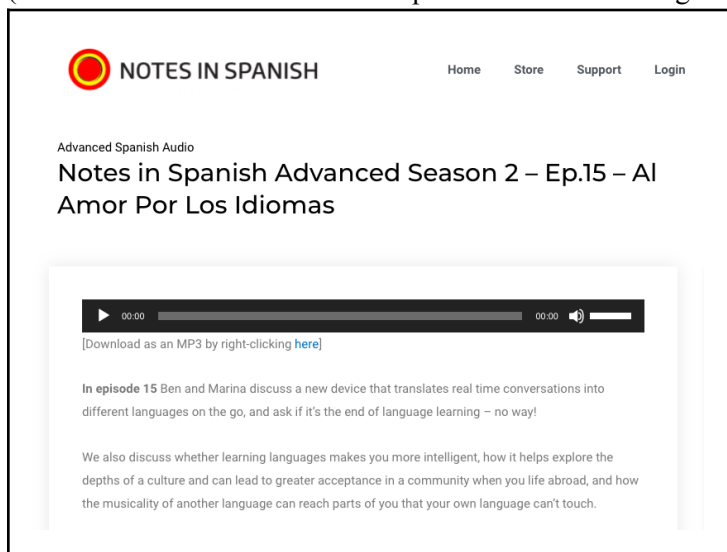 NOTES IN SPANISH
Home Store Support Login
Advanced Spanish Audio
Notes in Spanish Advanced Season 2 – Ep.15 – Al
Amor Por Los Idiomas
00:00 00:00
[Download as an MP3 by right-clicking here]
In episode 15 Ben and Marina discuss a new device that translates real time conversations into
different languages on the go, and ask if it's the end of language learning – no way!
We also discuss whether learning languages makes you more intelligent, how it helps explore the
depths of a culture and can lead to greater acceptance in a community when you life abroad, and how
the musicality of another language can reach parts of you that your own language can't touch.